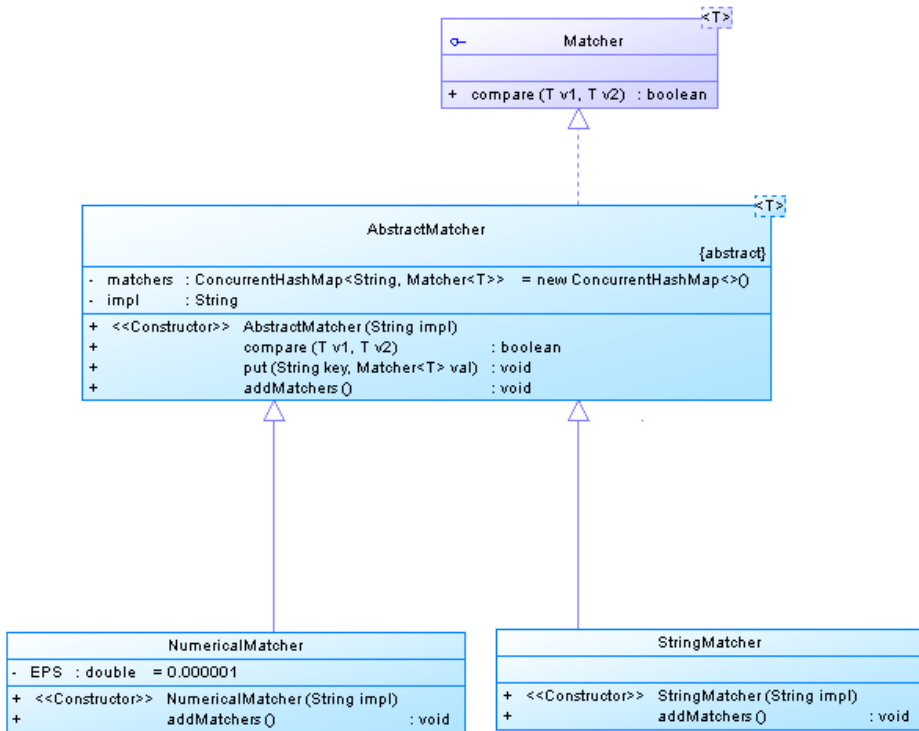 <T>
Matcher
+ compare (T v1, T v2) : boolean
<T>
AbstractMatcher
{abstract}
- matchers : ConcurrentHashMap<String, Matcher<T>> = new ConcurrentHashMap<>()
- impl : String
+ <<Constructor>> AbstractMatcher (String impl)
+ compare (T v1, T v2) : boolean
+ put (String key, Matcher<T> val) : void
+ addMatchers () : void
NumericalMatcher
- EPS : double = 0.000001
+ <<Constructor>> NumericalMatcher (String impl)
+ addMatchers () : void
StringMatcher
+ <<Constructor>> StringMatcher (String impl)
+ addMatchers () : void